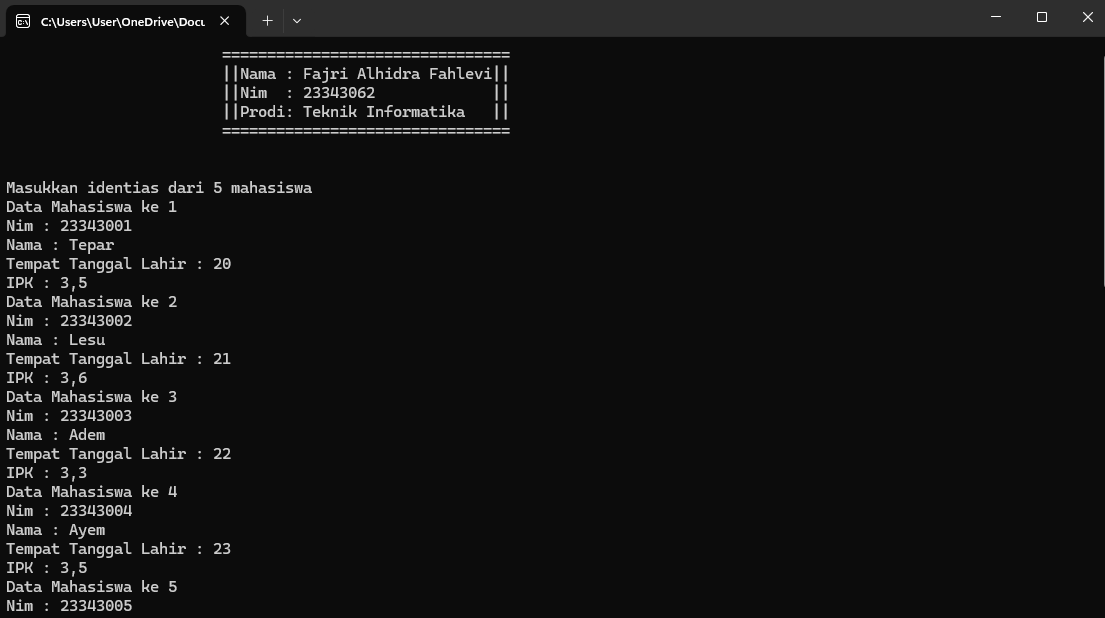 C:\Users\User\OneDrive\Docu
================================
||Nama : Fajri Alhidra Fahlevi||
||Nim  : 23343062             ||
||Prodi: Teknik Informatika   ||
================================
Masukkan identias dari 5 mahasiswa
Data Mahasiswa ke 1
Nim : 23343001
Nama : Tepar
Tempat Tanggal Lahir : 20
IPK : 3,5
Data Mahasiswa ke 2
Nim : 23343002
Nama : Lesu
Tempat Tanggal Lahir : 21
IPK : 3,6
Data Mahasiswa ke 3
Nim : 23343003
Nama : Adem
Tempat Tanggal Lahir : 22
IPK : 3,3
Data Mahasiswa ke 4
Nim : 23343004
Nama : Ayem
Tempat Tanggal Lahir : 23
IPK : 3,5
Data Mahasiswa ke 5
Nim : 23343005